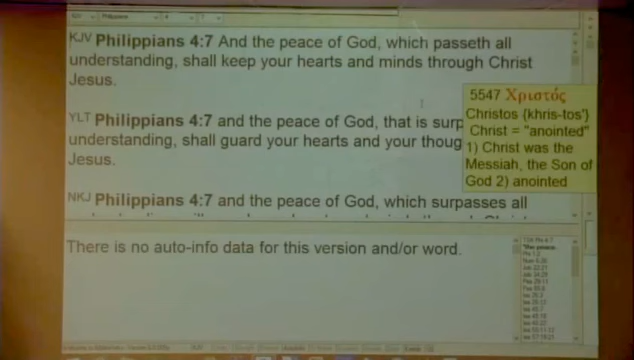 KJV Philippians 4:7 And the peace of God, which passeth all
understanding, shall keep your hearts and minds through Christ
Jesus.
YLT Philippians 4:7 and the peace of God, that is surp
understanding, shall guard your hearts and your thoug
Jesus.
NKJ Philippians 4:7 and the peace of God, which surpasses all
5547 Χριστός
Christos {khris-tos'}
Christ = "anointed"
1) Christ was the
Messiah, the Son of
God 2) anointed
There is no auto-info data for this version and/or word.